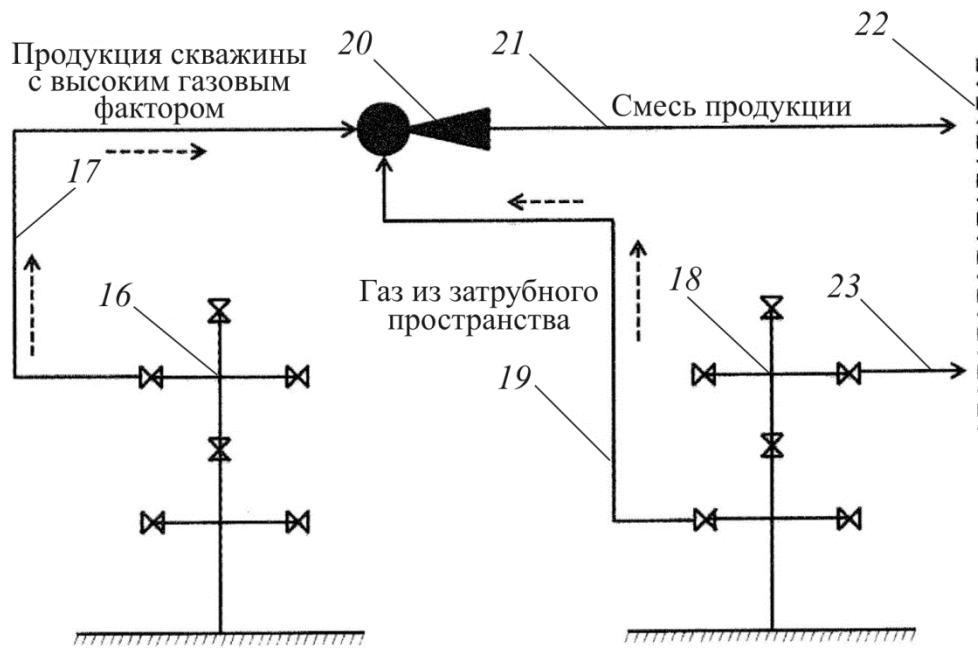 20
21
22
Продукция скважины
с высоким газовым
фактором
Смесь продукции
17
16
Газ из затрубного
пространства
18
23
19